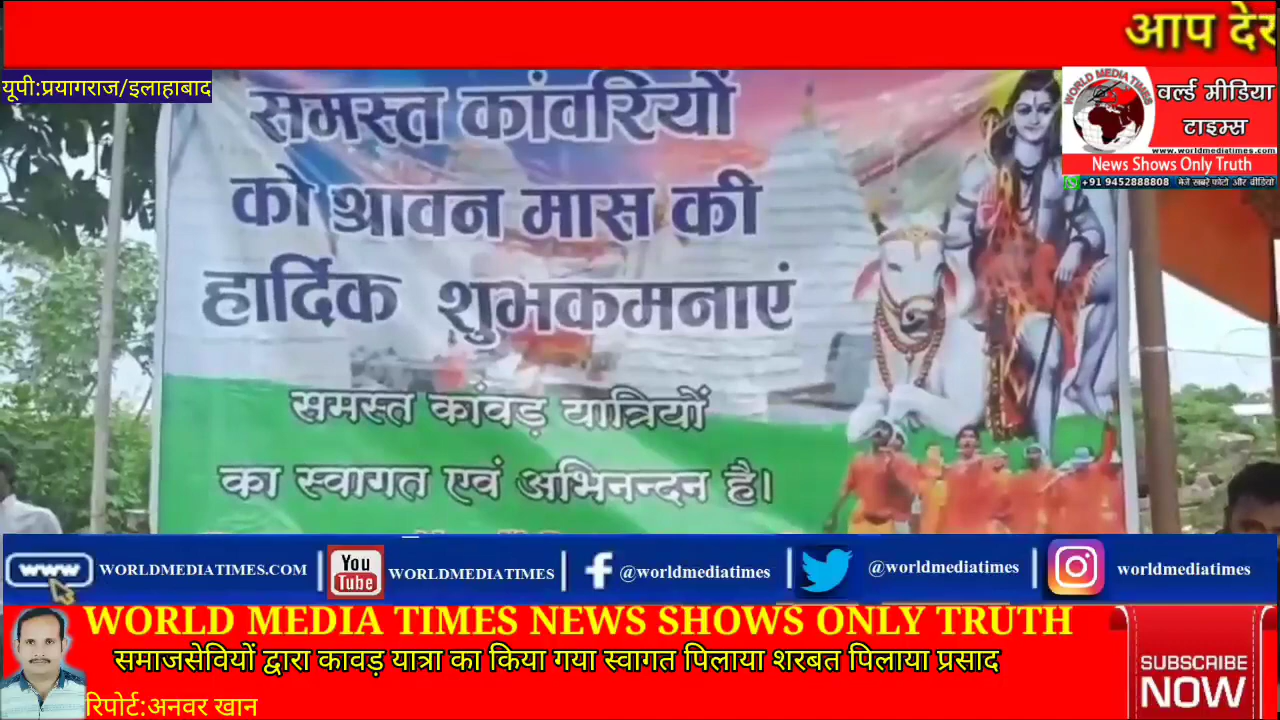 आप देख
यूपी:प्रयागराज/इलाहाबाद
WORLD MEDIA TIMES
वर्ल्ड मीडिया
टाइम्स
www.worldmediatimes.com
News Shows Only Truth
+91 9452888808 भेजें खबरें फोटो और वीडियो
समस्त कांवरियों
को श्रावन मास की
हार्दिक शुभकमनाएं
समस्त कांवड़ यात्रियों
का स्वागत एवं अभिनन्दन है।
www WORLDMEDIATIMES.COM
You Tube WORLDMEDIATIMES
f @worldmediatimes
@worldmediatimes
worldmediatimes
WORLD MEDIA TIMES NEWS SHOWS ONLY TRUTH
समाजसेवियों द्वारा कावड़ यात्रा का किया गया स्वागत पिलाया शरबत पिलाया प्रसाद
रिपोर्ट:अनवर खान
SUBSCRIBE
NOW